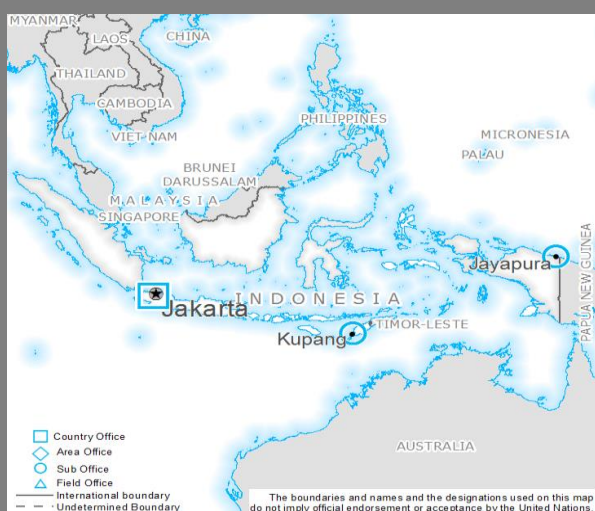 MYANMAR
LAOS
CHINA
THAILAND
CAMBODIA
VIET NAM
PHILIPPINES
MICRONESIA
PALAU
BRUNEI
DARUSSALAM
MALAYSIA
SINGAPORE
Jayapura
PAPUA NEW GUINEA
INDONESIA
Jakarta
TIMOR-LESTE
Kupang
AUSTRALIA
Country Office
Area Office
Sub Office
Field Office
International boundary
Undetermined Boundary
The boundaries and names and the designations used on this map
do not imply official endorsement or acceptance by the United Nations.